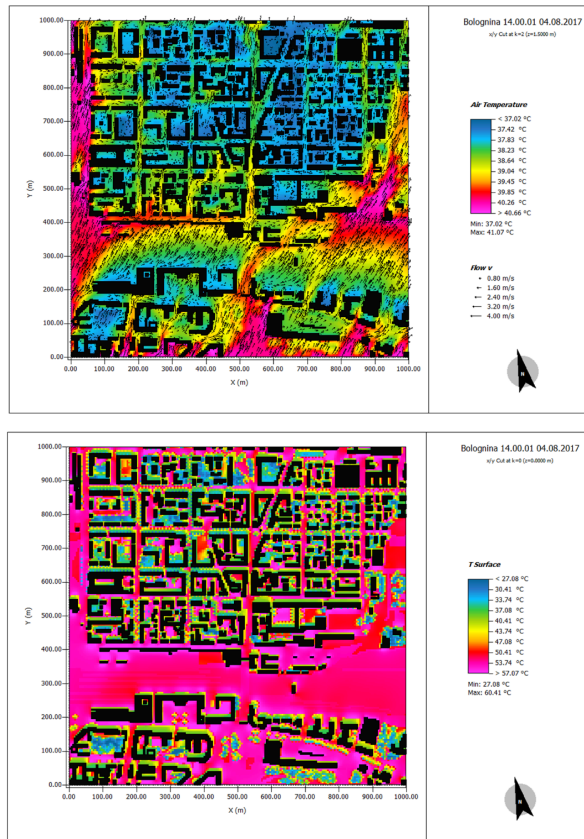 Bolognina 14.00.01 04.08.2017
x/y Cut at k=2 (z=1.5000 m)
1000.00
900.00
800.00
700.00
600.00
500.00
400.00
300.00
200.00
100.00
0.00
Y (m)
0.00 100.00 200.00 300.00 400.00 500.00 600.00 700.00 800.00 900.00 1000.00
X (m)
Air Temperature
< 37.02 °C
37.42 °C
37.83 °C
38.23 °C
38.64 °C
39.04 °C
39.45 °C
39.85 °C
40.26 °C
> 40.66 °C
Min: 37.02 °C
Max: 41.07 °C
Flow v
0.80 m/s
1.60 m/s
2.40 m/s
3.20 m/s
4.00 m/s
N
Bolognina 14.00.01 04.08.2017
x/y Cut at k=0 (z=0.0000 m)
1000.00
900.00
800.00
700.00
600.00
500.00
400.00
300.00
200.00
100.00
0.00
Y (m)
0.00 100.00 200.00 300.00 400.00 500.00 600.00 700.00 800.00 900.00 1000.00
X (m)
T Surface
< 27.08 °C
30.41 °C
33.74 °C
37.08 °C
40.41 °C
43.74 °C
47.08 °C
50.41 °C
53.74 °C
> 57.07 °C
Min: 27.08 °C
Max: 60.41 °C
N